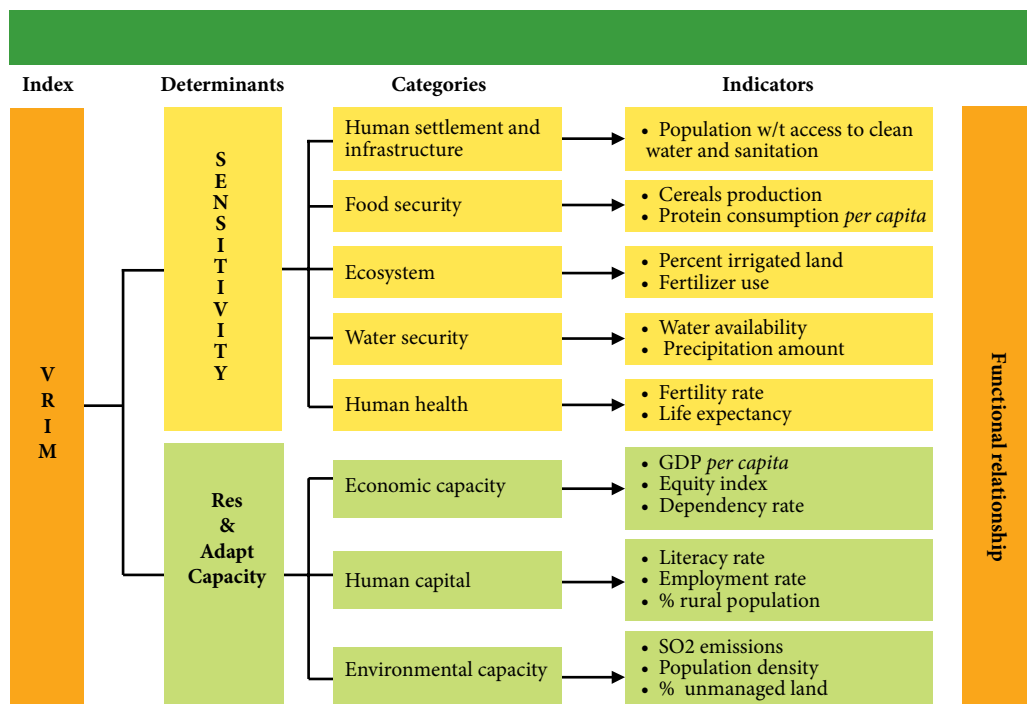 Index
Determinants
Categories
Indicators
V
R
I
M
S
E
N
S
I
T
I
V
I
T
Y
Human settlement and
infrastructure
• Population w/t access to clean
water and sanitation
Food security
• Cereals production
• Protein consumption per capita
Ecosystem
• Percent irrigated land
• Fertilizer use
Water security
• Water availability
• Precipitation amount
Human health
• Fertility rate
• Life expectancy
Res
&
Adapt
Capacity
Economic capacity
• GDP per capita
• Equity index
• Dependency rate
Human capital
• Literacy rate
• Employment rate
• % rural population
Environmental capacity
• SO2 emissions
• Population density
• % unmanaged land
Functional relationship